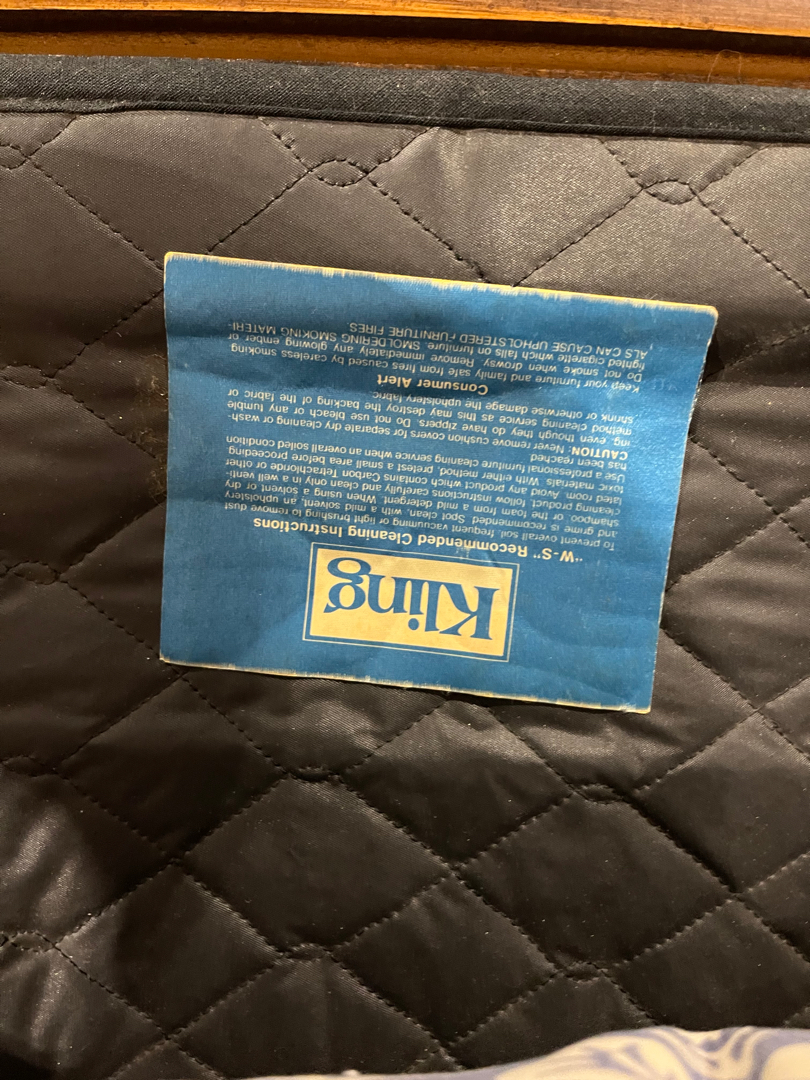 Kling
"W-S" Recommended Cleaning Instructions
To prevent overall soil, frequent vacuuming or light brushing to remove dust
and grime is recommended. Spot clean, with a mild solvent, an upholstery
shampoo, or the foam from a mild detergent. When using a solvent or dry
cleaning product, follow instructions carefully and clean only in a well venti-
lated room. Avoid any product which contains Carbon Tetrachloride or other
toxic materials. With either method, pretest a small area before proceeding
Use a professional furniture cleaning service when an overall soiled condition
has been reached
CAUTION: Never remove cushion covers for separate dry cleaning or wash-
ing, even though they do have zippers. Do not use bleach or any tumble
method cleaning service as this may destroy the backing of the fabric or
shrink or otherwise damage the upholstery fabric
Consumer Alert
Keep your furniture and family safe from fires caused by careless smoking
Do not smoke when drowsy. Remove immediately any glowing ember or
lighted cigarette which falls on furniture. SMOLDERING SMOKING MATERI-
ALS CAN CAUSE UPHOLSTERED FURNITURE FIRES